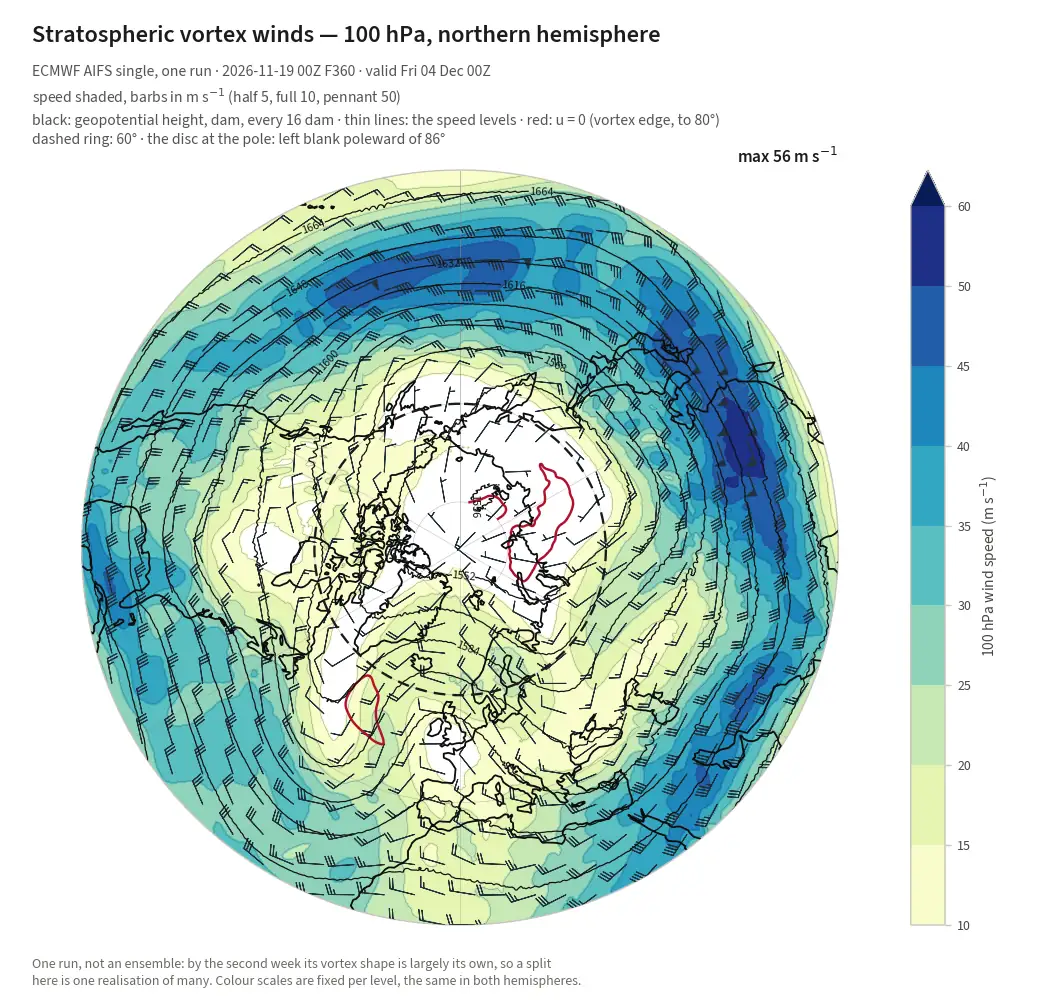 Stratospheric vortex winds — 100 hPa, northern hemisphere
ECMWF AIFS single, one run · 2026-11-19 00Z F360 · valid Fri 04 Dec 00Z
speed shaded, barbs in m s⁻¹ (half 5, full 10, pennant 50)
black: geopotential height, dam, every 16 dam · thin lines: the speed levels · red: u = 0 (vortex edge, to 80°)
dashed ring: 60° · the disc at the pole: left blank poleward of 86°
max 56 m s⁻¹
1664
1632
1616
1600
1552
60
50
45
40
35
30
25
20
15
10
100 hPa wind speed (m s⁻¹)
One run, not an ensemble: by the second week its vortex shape is largely its own, so a split
here is one realisation of many. Colour scales are fixed per level, the same in both hemispheres.